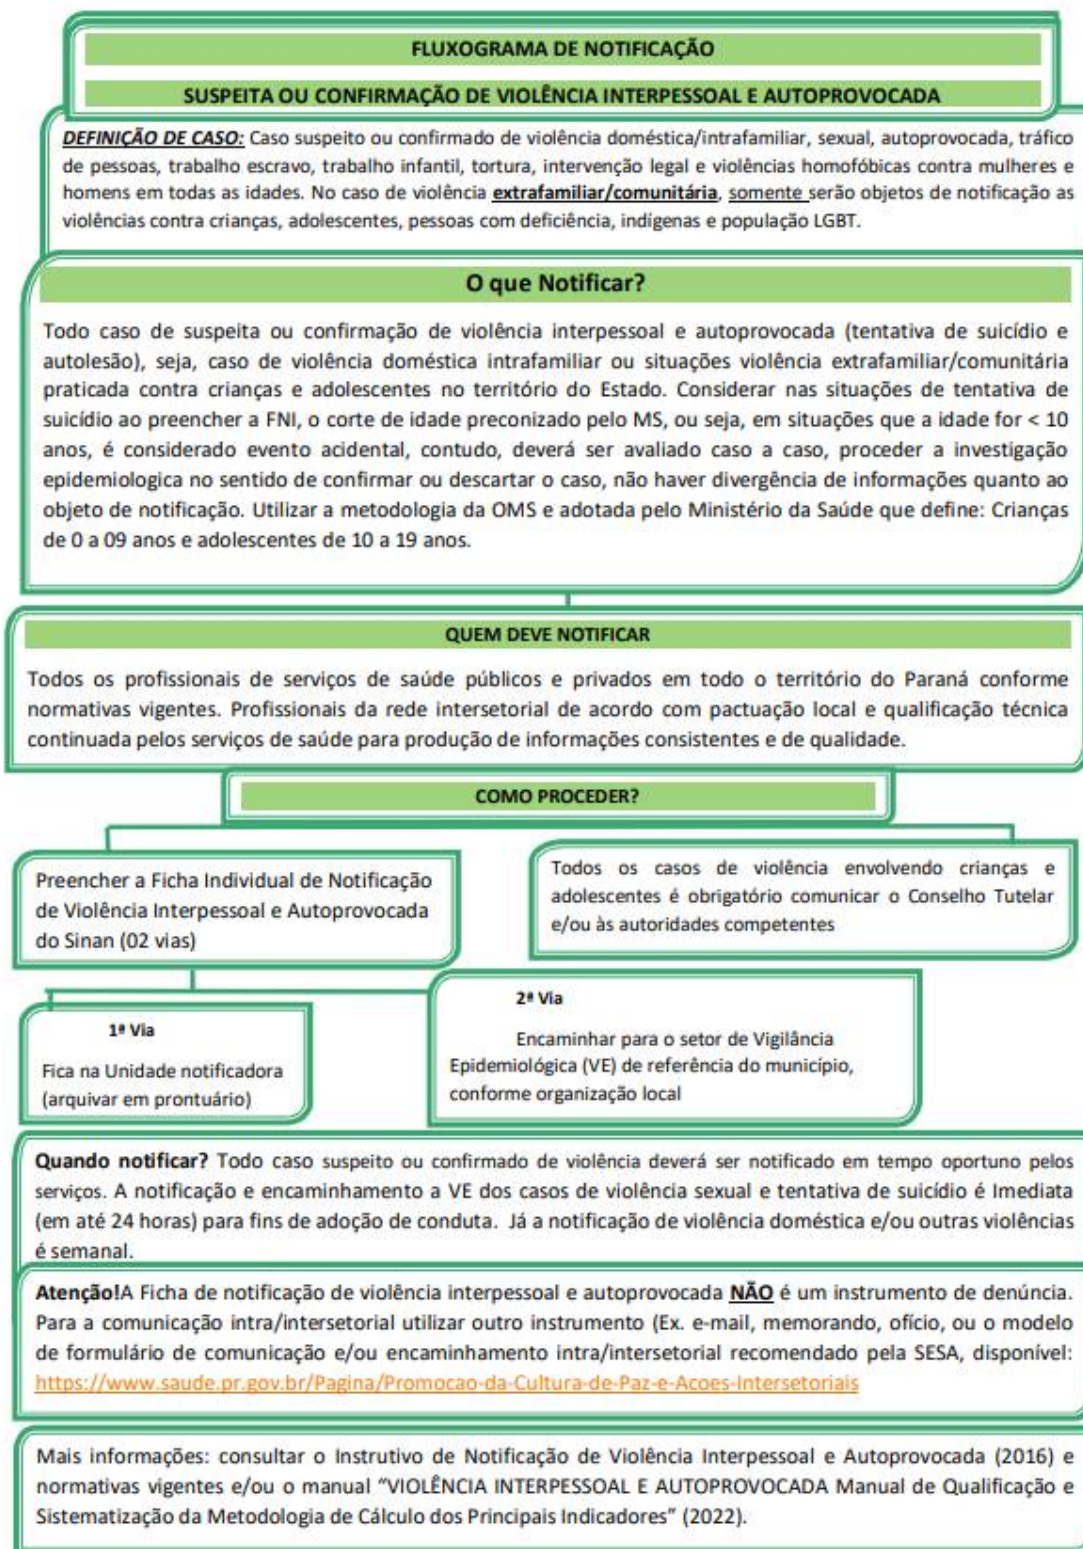 FLUXOGRAMA DE NOTIFICAÇÃO
SUSPEITA OU CONFIRMAÇÃO DE VIOLÊNCIA INTERPESSOAL E AUTOPROVOCADA
DEFINIÇÃO DE CASO: Caso suspeito ou confirmado de violência doméstica/intrafamiliar, sexual, autoprovocada, tráfico
de pessoas, trabalho escravo, trabalho infantil, tortura, intervenção legal e violências homofóbicas contra mulheres e
homens em todas as idades. No caso de violência extrafamiliar/comunitária, somente serão objetos de notificação as
violências contra crianças, adolescentes, pessoas com deficiência, indígenas e população LGBT.
O que Notificar?
Todo caso de suspeita ou confirmação de violência interpessoal e autoprovocada (tentativa de suicídio e
autolesão), seja, caso de violência doméstica intrafamiliar ou situações violência extrafamiliar/comunitária
praticada contra crianças e adolescentes no território do Estado. Considerar nas situações de tentativa de
suicídio ao preencher a FNI, o corte de idade preconizado pelo MS, ou seja, em situações que a idade for < 10
anos, é considerado evento acidental, contudo, deverá ser avaliado caso a caso, proceder a investigação
epidemiologica no sentido de confirmar ou descartar o caso, não haver divergência de informações quanto ao
objeto de notificação. Utilizar a metodologia da OMS e adotada pelo Ministério da Saúde que define: Crianças
de 0 a 09 anos e adolescentes de 10 a 19 anos.
QUEM DEVE NOTIFICAR
Todos os profissionais de serviços de saúde públicos e privados em todo o território do Paraná conforme
normativas vigentes. Profissionais da rede intersetorial de acordo com pactuação local e qualificação técnica
continuada pelos serviços de saúde para produção de informações consistentes e de qualidade.
COMO PROCEDER?
Preencher a Ficha Individual de Notificação
de Violência Interpessoal e Autoprovocada
do Sinan (02 vias)
Todos os casos de violência envolvendo crianças e
adolescentes é obrigatório comunicar o Conselho Tutelar
e/ou às autoridades competentes
1ª Via
Fica na Unidade notificadora
(arquivar em prontuário)
2ª Via
Encaminhar para o setor de Vigilância
Epidemiológica (VE) de referência do município,
conforme organização local
Quando notificar? Todo caso suspeito ou confirmado de violência deverá ser notificado em tempo oportuno pelos
serviços. A notificação e encaminhamento a VE dos casos de violência sexual e tentativa de suicídio é Imediata
(em até 24 horas) para fins de adoção de conduta. Já a notificação de violência doméstica e/ou outras violências
é semanal.
Atenção!A Ficha de notificação de violência interpessoal e autoprovocada NÃO é um instrumento de denúncia.
Para a comunicação intra/intersetorial utilizar outro instrumento (Ex. e-mail, memorando, ofício, ou o modelo
de formulário de comunicação e/ou encaminhamento intra/intersetorial recomendado pela SESA, disponível:
https://www.saude.pr.gov.br/Pagina/Promocao-da-Cultura-de-Paz-e-Acoes-Intersetoriais
Mais informações: consultar o Instrutivo de Notificação de Violência Interpessoal e Autoprovocada (2016) e
normativas vigentes e/ou o manual “VIOLÊNCIA INTERPESSOAL E AUTOPROVOCADA Manual de Qualificação e
Sistematização da Metodologia de Cálculo dos Principais Indicadores” (2022).